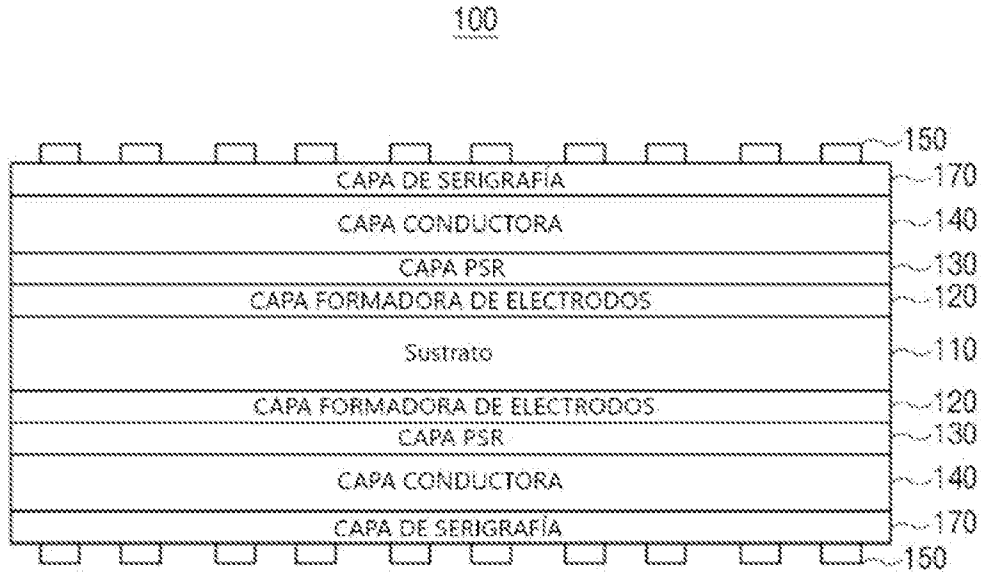 100
150
CAPA DE SERIGRAFÍA 170
CAPA CONDUCTORA 140
CAPA PSR 130
CAPA FORMADORA DE ELECTRODOS 120
Sustrato 110
CAPA FORMADORA DE ELECTRODOS 120
CAPA PSR 130
CAPA CONDUCTORA 140
CAPA DE SERIGRAFÍA 170
150